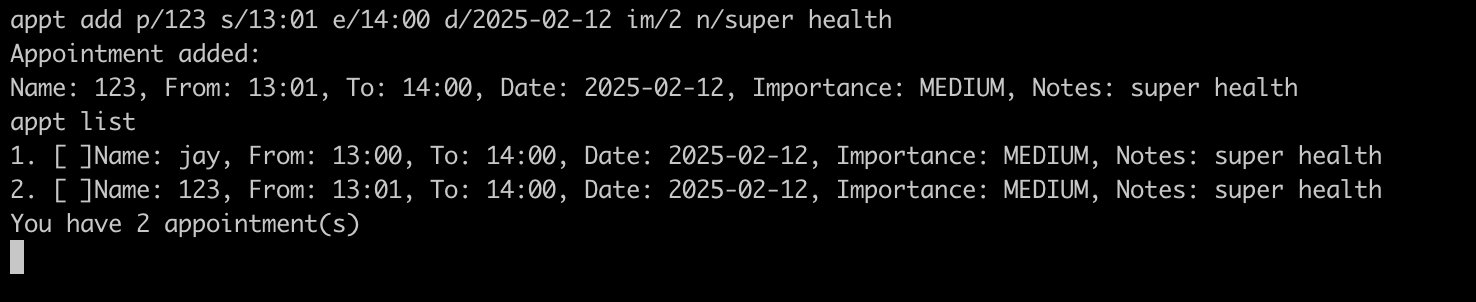 appt add p/123 s/13:01 e/14:00 d/2025-02-12 im/2 n/super health
Appointment added:
Name: 123, From: 13:01, To: 14:00, Date: 2025-02-12, Importance: MEDIUM, Notes: super health
appt list
1. [ ]Name: jay, From: 13:00, To: 14:00, Date: 2025-02-12, Importance: MEDIUM, Notes: super health
2. [ ]Name: 123, From: 13:01, To: 14:00, Date: 2025-02-12, Importance: MEDIUM, Notes: super health
You have 2 appointment(s)